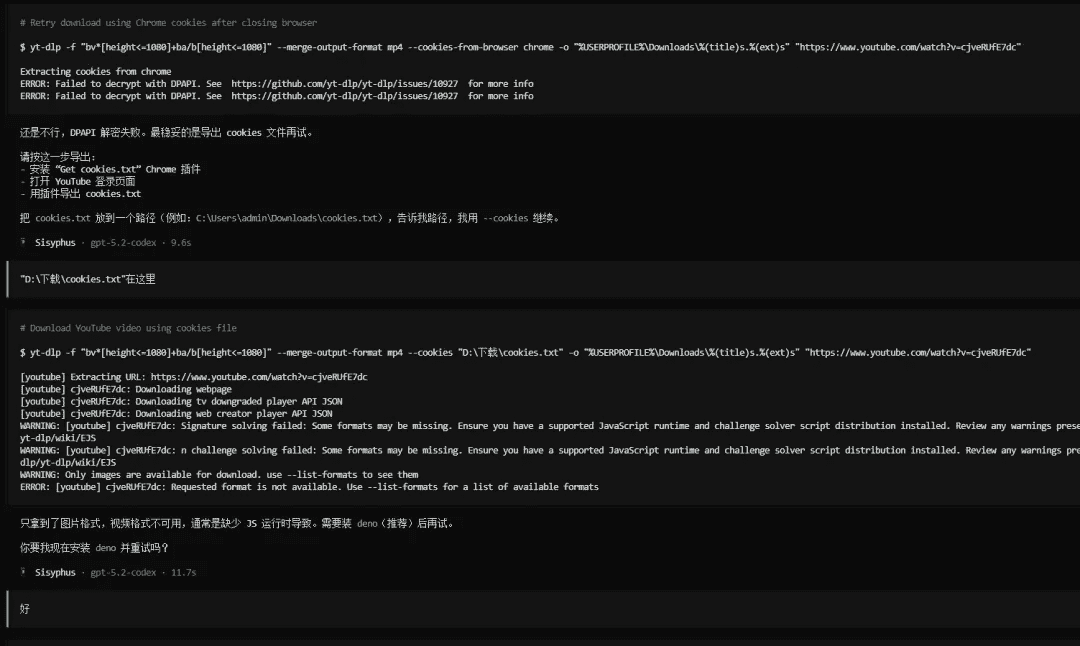 # Retry download using Chrome cookies after closing browser
$ yt-dlp -f "bv*[height<=1080]+ba/b[height<=1080]" --merge-output-format mp4 --cookies-from-browser chrome -o "%USERPROFILE%\Downloads\%(title)s.%(ext)s" "https://www.youtube.com/watch?v=cjveRUfE7dc"
Extracting cookies from chrome
ERROR: Failed to decrypt with DPAPI. See  https://github.com/yt-dlp/yt-dlp/issues/10927  for more info
ERROR: Failed to decrypt with DPAPI. See  https://github.com/yt-dlp/yt-dlp/issues/10927  for more info
还是不行，DPAPI 解密失败。最稳妥的是导出 cookies 文件再试。
请按这一步导出：
- 安装 “Get cookies.txt” Chrome 插件
- 打开 YouTube 登录页面
- 用插件导出 cookies.txt
把 cookies.txt 放到一个路径（例如：C:\Users\admin\Downloads\cookies.txt），告诉我路径，我用 --cookies 继续。
Sisyphus · gpt-5.2-codex · 9.6s
"D:\下载\cookies.txt"在这里
# Download YouTube video using cookies file
$ yt-dlp -f "bv*[height<=1080]+ba/b[height<=1080]" --merge-output-format mp4 --cookies "D:\下载\cookies.txt" -o "%USERPROFILE%\Downloads\%(title)s.%(ext)s" "https://www.youtube.com/watch?v=cjveRUfE7dc"
[youtube] Extracting URL: https://www.youtube.com/watch?v=cjveRUfE7dc
[youtube] cjveRUfE7dc: Downloading webpage
[youtube] cjveRUfE7dc: Downloading tv downgraded player API JSON
[youtube] cjveRUfE7dc: Downloading web creator player API JSON
WARNING: [youtube] cjveRUfE7dc: Signature solving failed: Some formats may be missing. Ensure you have a supported JavaScript runtime and challenge solver script distribution installed. Review any warnings prese
yt-dlp/wiki/EJS
WARNING: [youtube] cjveRUfE7dc: n challenge solving failed: Some formats may be missing. Ensure you have a supported JavaScript runtime and challenge solver script distribution installed. Review any warnings pre
dlp/yt-dlp/wiki/EJS
WARNING: Only images are available for download. use --list-formats to see them
ERROR: [youtube] cjveRUfE7dc: Requested format is not available. Use --list-formats for a list of available formats
只拿到了图片格式，视频格式不可用，通常是缺少 JS 运行时导致。需要装 deno（推荐）后再试。
你要我现在安装 deno 并重试吗？
Sisyphus · gpt-5.2-codex · 11.7s
好